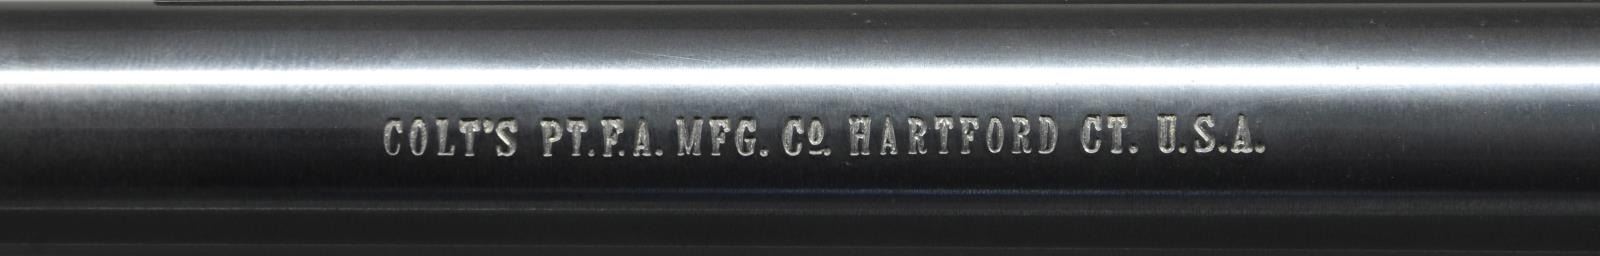 COLT'S PT.F.A. MFG. Co. HARTFORD CT. U.S.A.